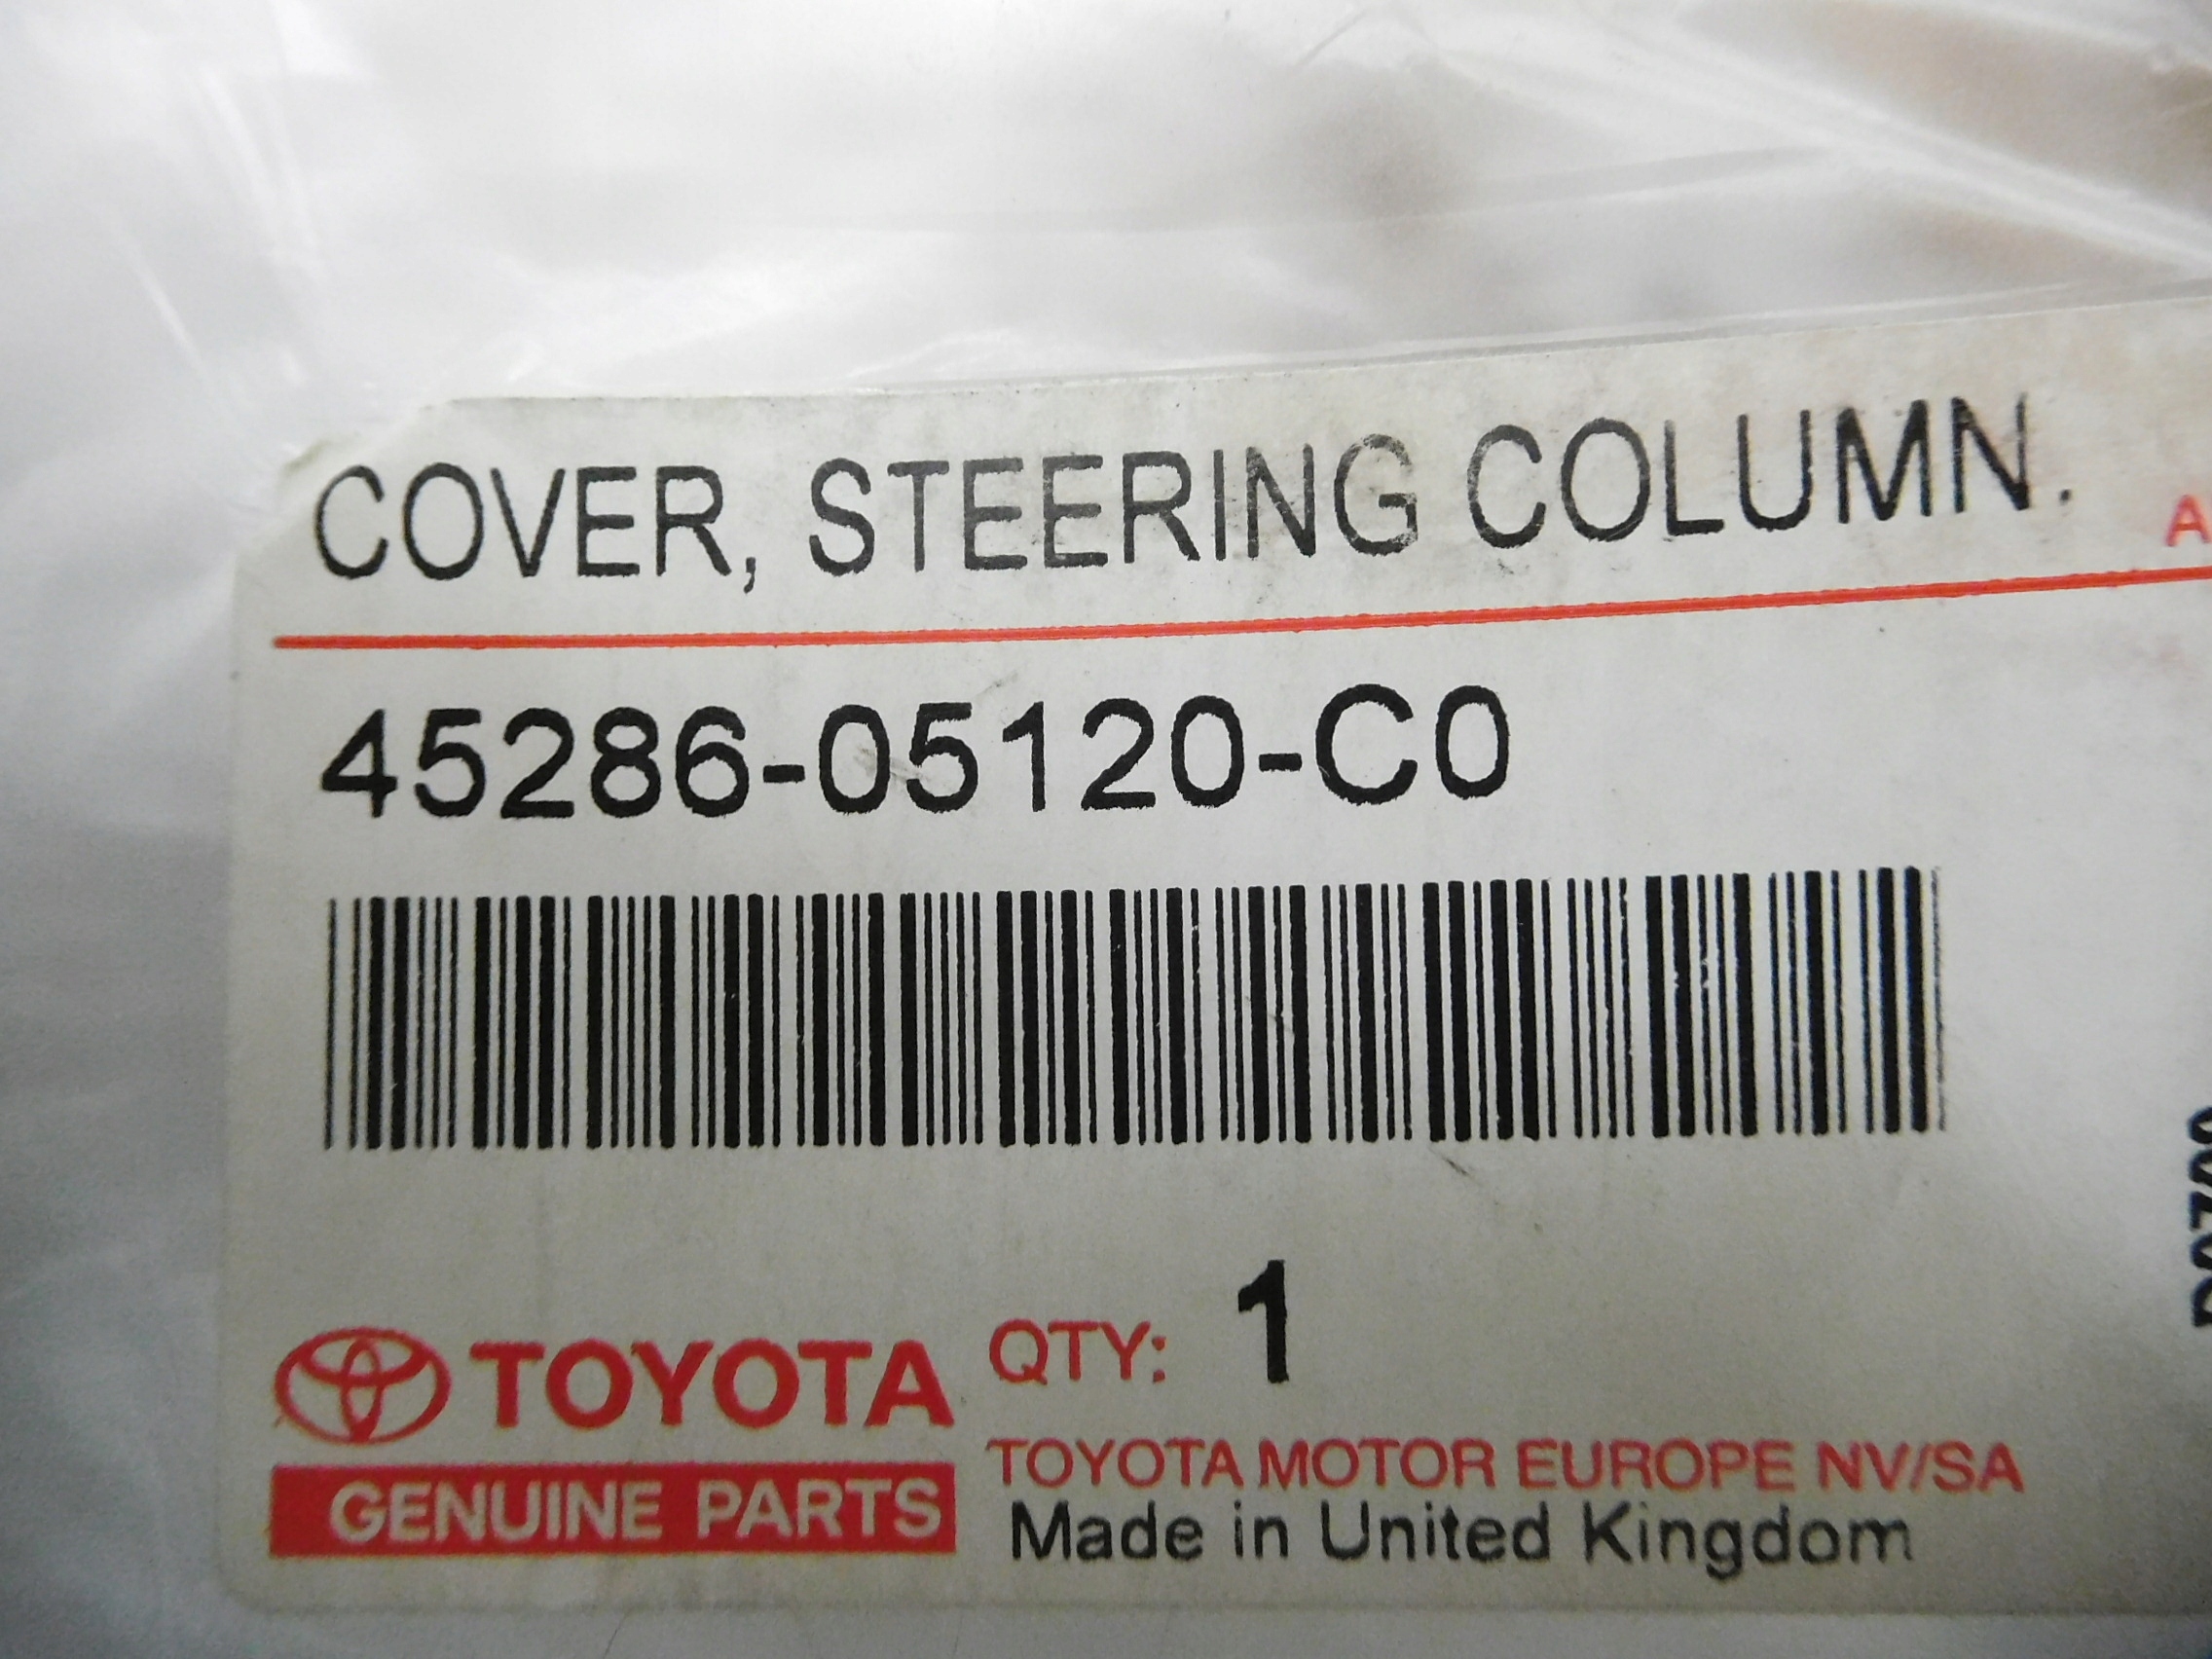 COVER, STEERING COLUMN.
A
45286-05120-C0
QTY: 1
TOYOTA
GENUINE PARTS
TOYOTA MOTOR EUROPE NV/SA
Made in United Kingdom